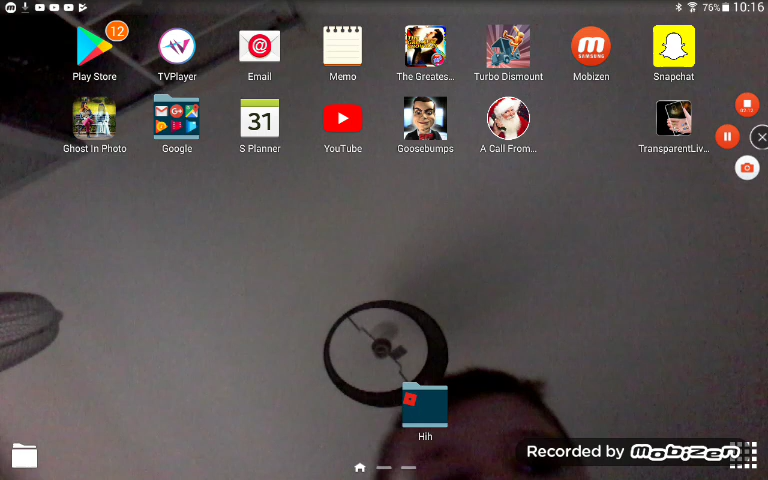 76% 10:16
12
Play Store
TVPlayer
Email
Memo
The Greates...
Turbo Dismount
Mobizen
Snapchat
SAMSUNG
31
Ghost In Photo
Google
S Planner
YouTube
Goosebumps
A Call From...
TransparentLiv...
Hih
Recorded by mobizen